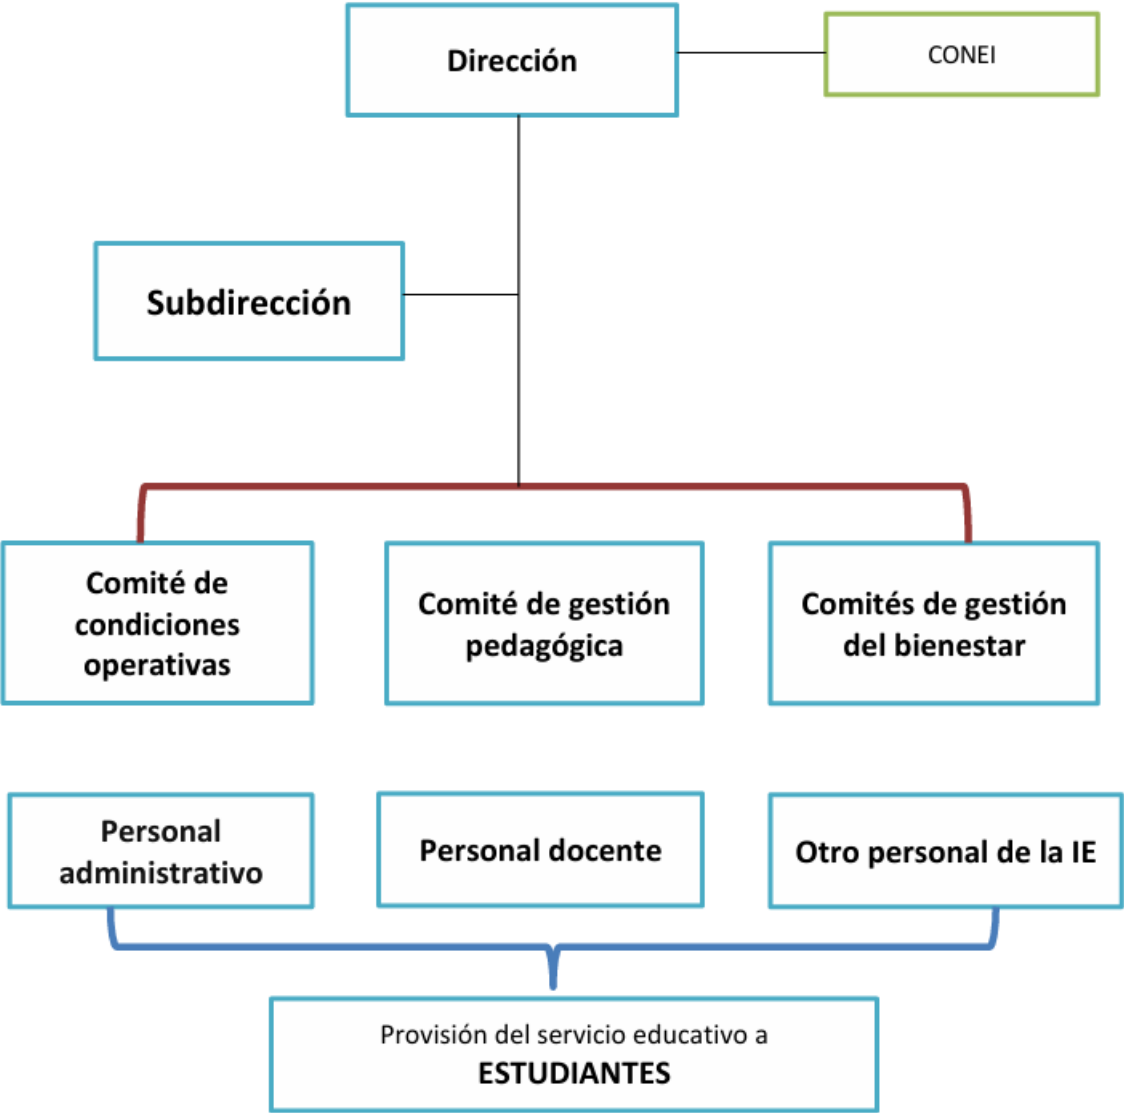 Dirección
CONEI
Subdirección
Comité de
condiciones
operativas
Comité de gestión
pedagógica
Comités de gestión
del bienestar
Personal
administrativo
Personal docente
Otro personal de la IE
Provisión del servicio educativo a
ESTUDIANTES